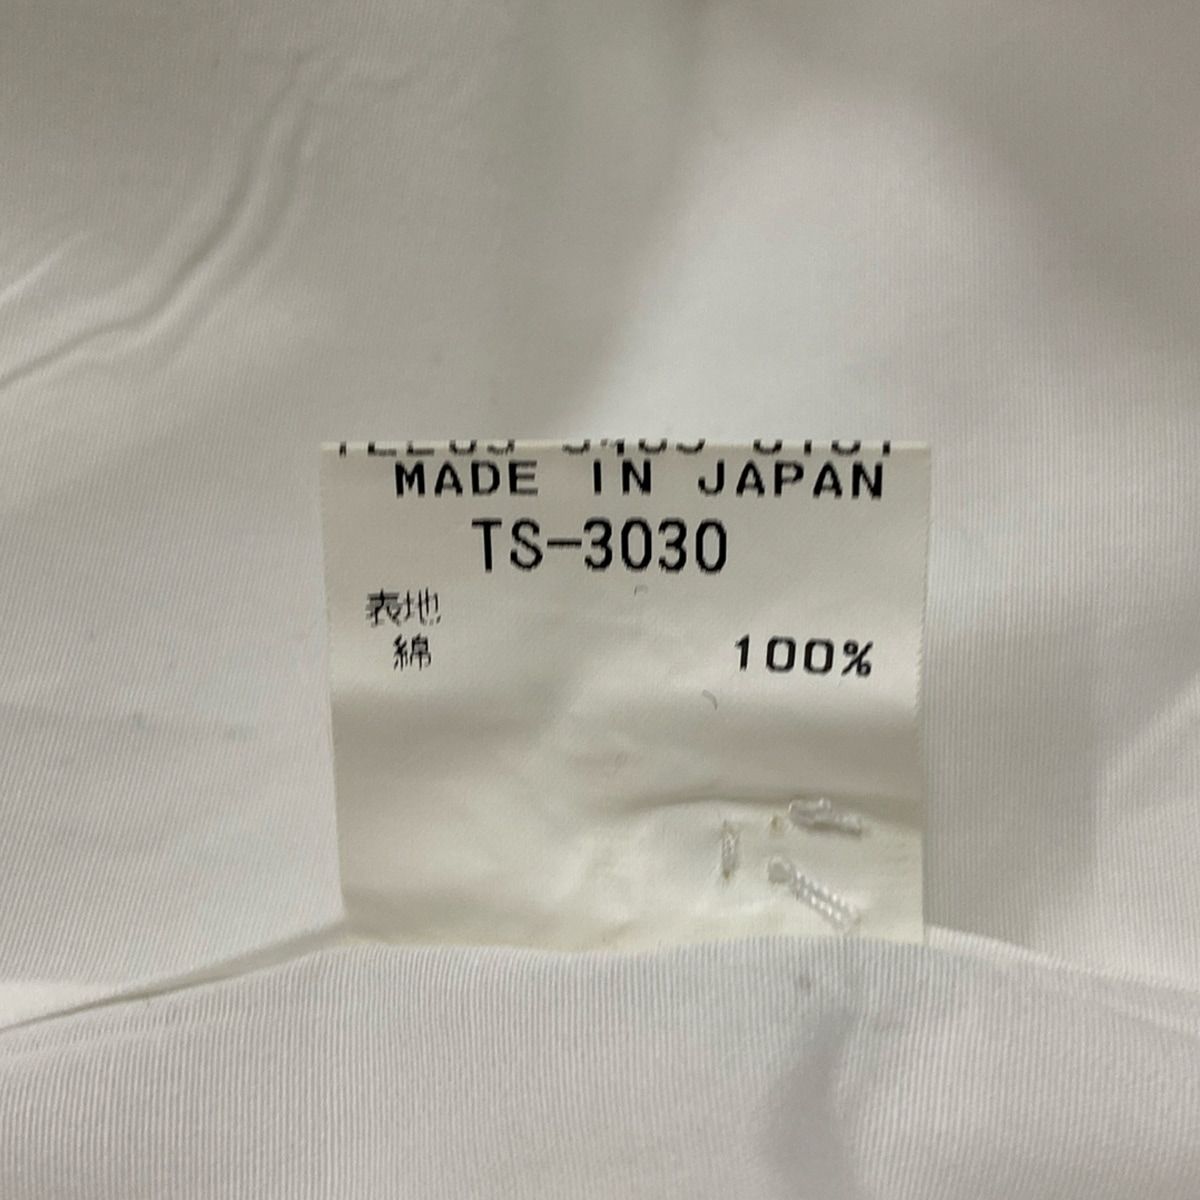 MADE IN JAPAN
TS-3030
表地
綿 100%